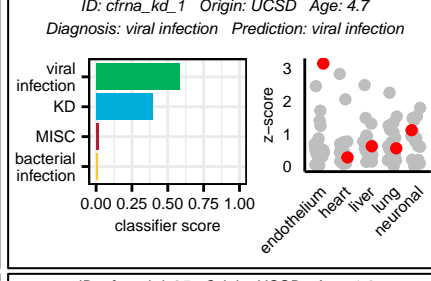 ID: cfrna_kd_1 Origin: UCSD Age: 4.7
Diagnosis: viral infection Prediction: viral infection
viral
infection
KD
MISC
bacterial
infection
0.00 0.25 0.50 0.75 1.00
classifier score
z-score
3
2
1
0
endothelium
heart
liver
lung
neuronal